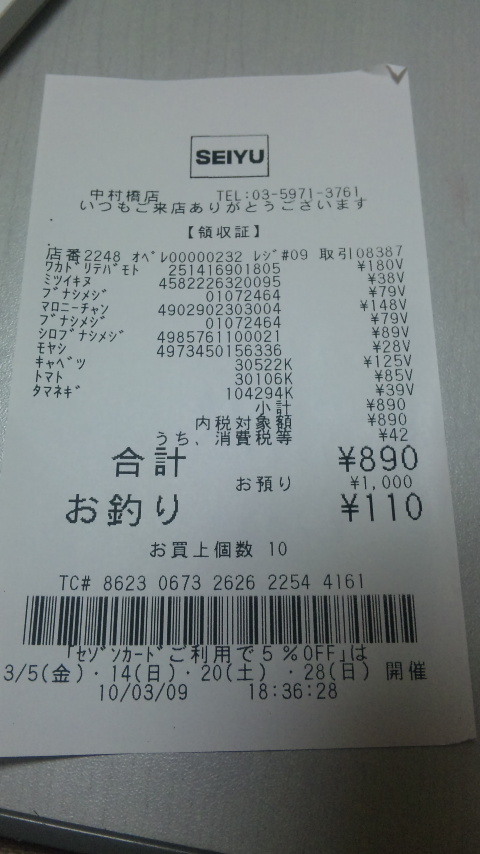 SEIYU
中村橋店 TEL:03-5971-3761
いつもご来店ありがとうございます
【領収証】
店番2248 ｵﾍﾟﾚ00000232 ﾚｼﾞ#09 取引08387
ﾜｶﾄﾞﾘﾃﾊﾞﾓﾄ 251416901805 ¥180V
ﾐﾂｲｷﾇ 4582226320095 ¥38V
ﾌﾞﾅｼﾒｼﾞ 01072464 ¥79V
ﾏﾛﾆｰﾁｬﾝ 4902902303004 ¥148V
ﾌﾞﾅｼﾒｼﾞ 01072464 ¥79V
ｼﾛﾌﾞﾅｼﾒｼﾞ 4985761100021 ¥89V
ﾓﾔｼ 4973450156336 ¥28V
ｷｬﾍﾞﾂ 30522K ¥125V
ﾄﾏﾄ 30106K ¥85V
ﾀﾏﾈｷﾞ 104294K ¥39V
小計 ¥890
内税対象額 ¥890
うち、消費税等 ¥42
合計 ¥890
お預り ¥1,000
お釣り ¥110
お買上個数 10
TC# 8623 0673 2626 2254 4161
「ｾｿﾞﾝｶｰﾄﾞご利用で5％OFF」は
3/5(金)・14(日)・20(土)・28(日) 開催
10/03/09 18:36:28